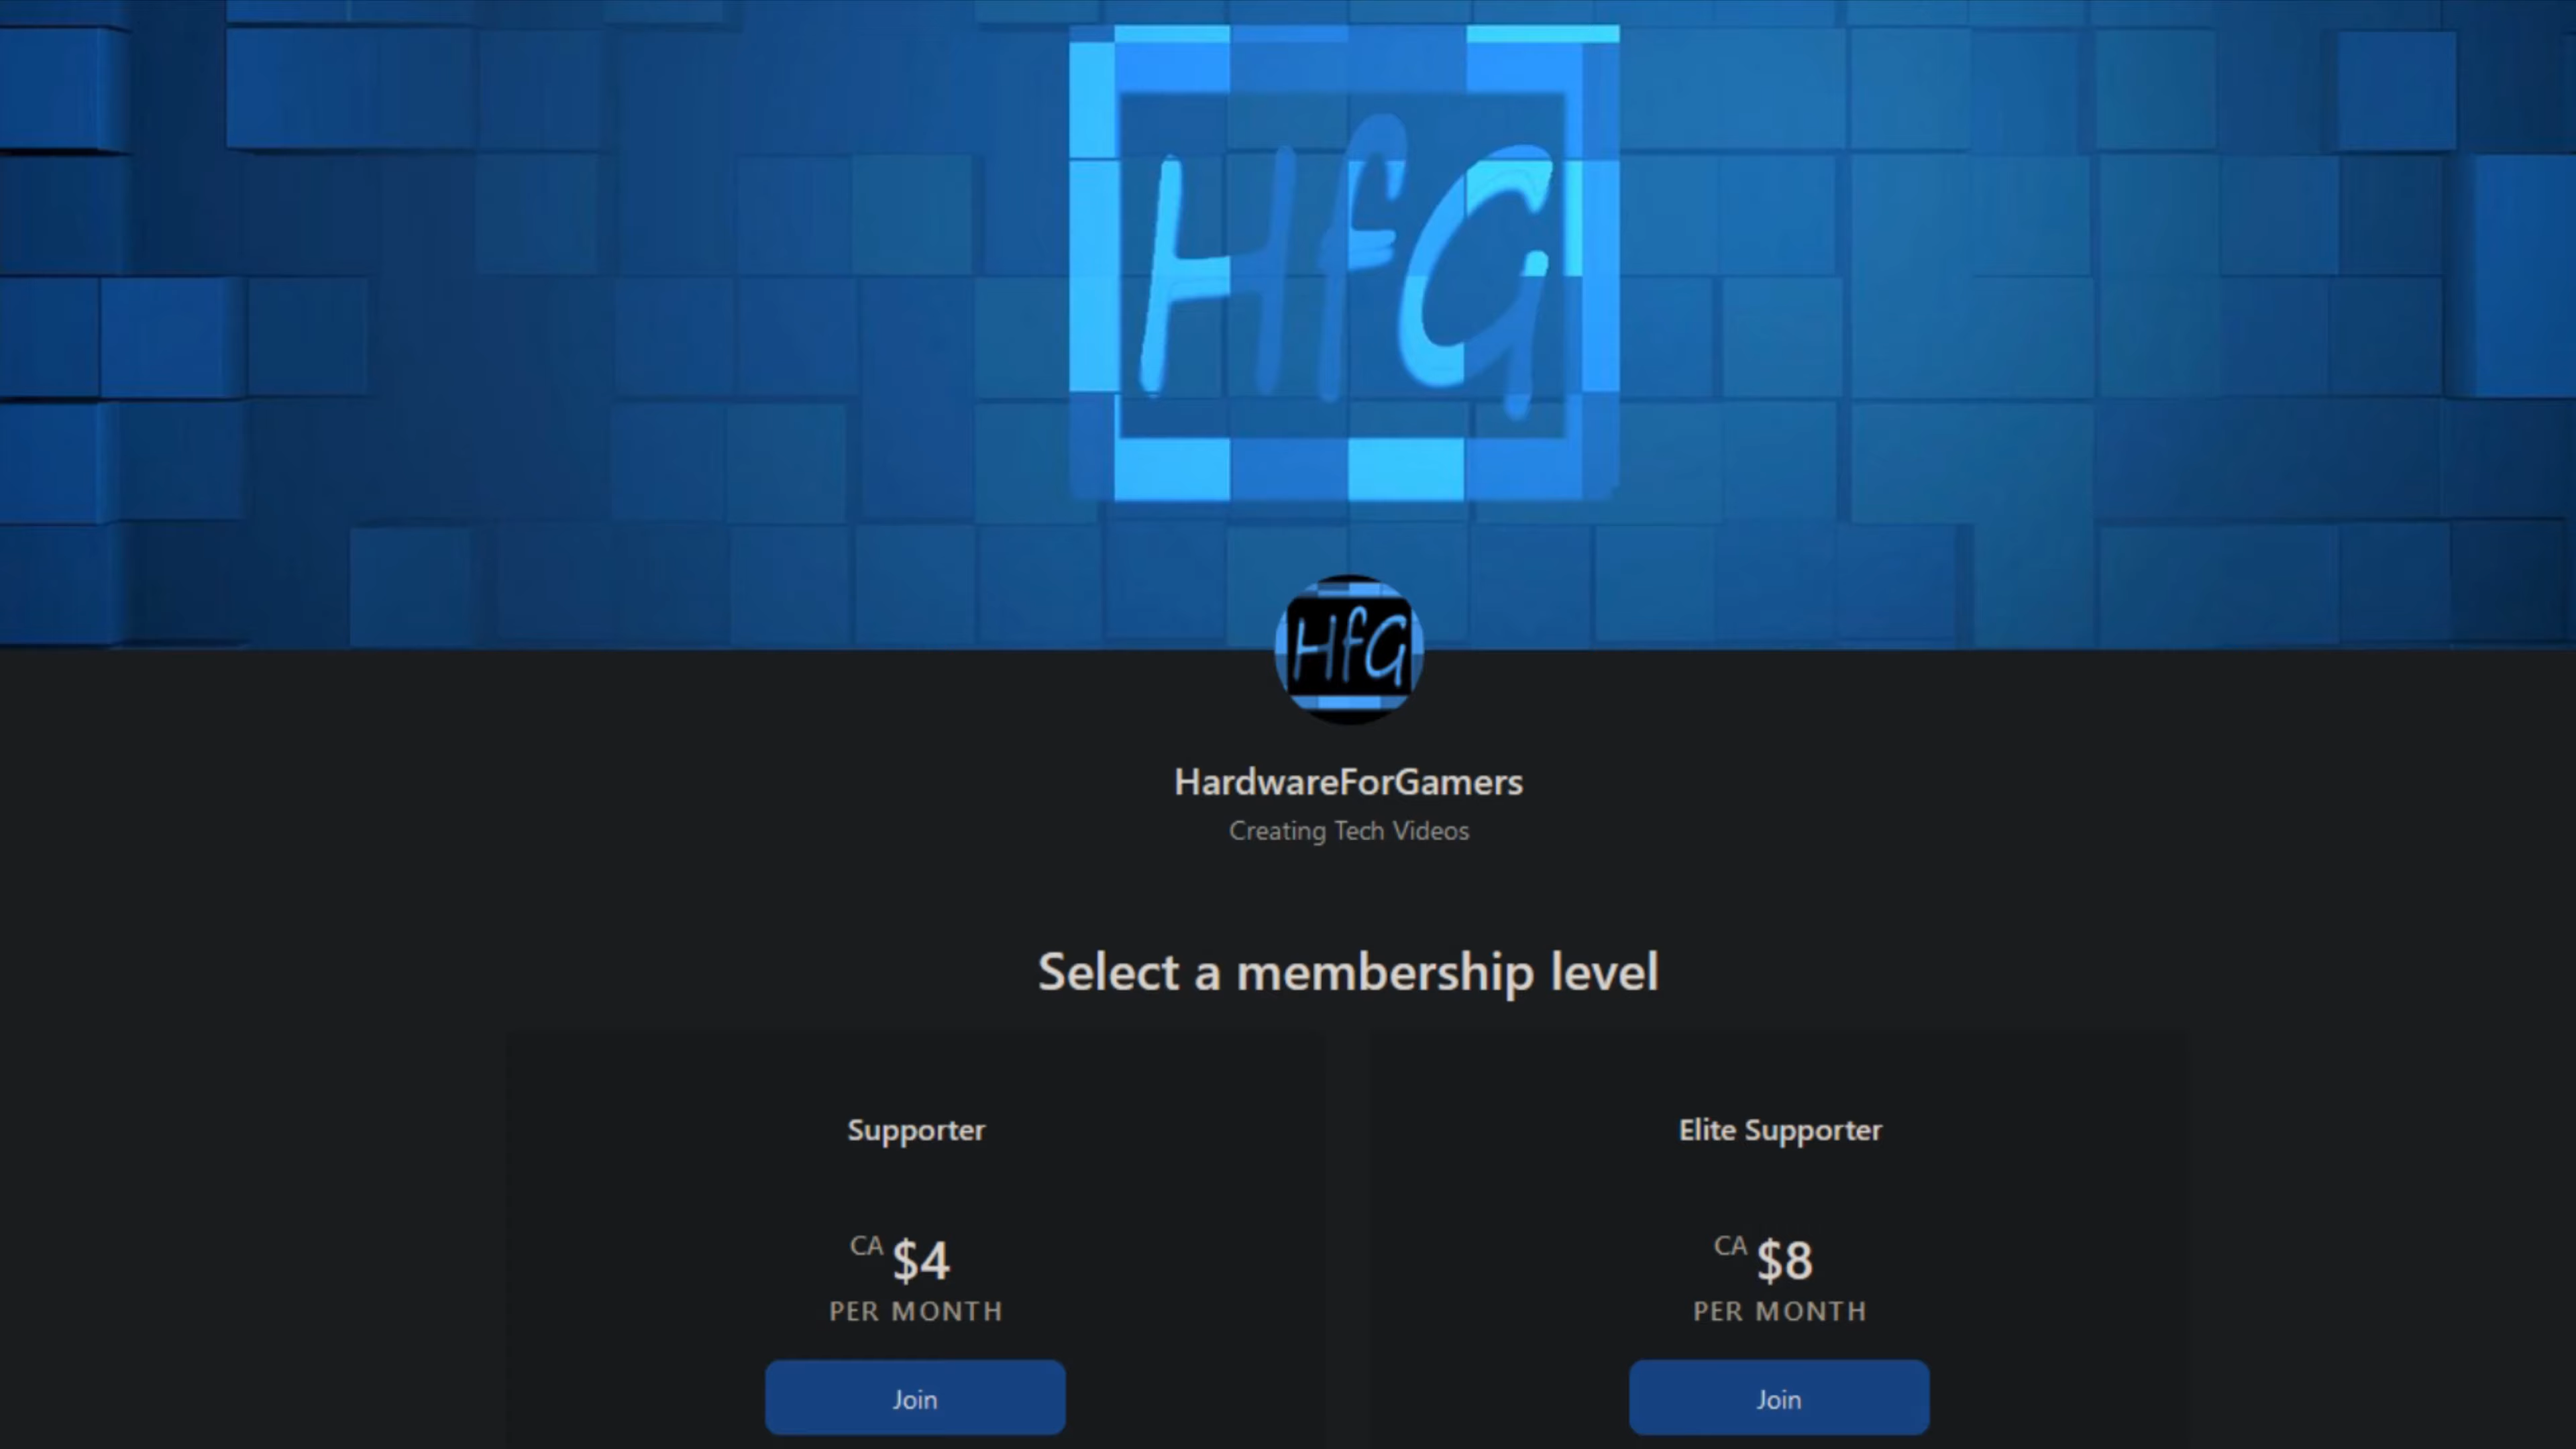 HfG
HfG
HardwareForGamers
Creating Tech Videos
Select a membership level
Supporter
CA $4
PER MONTH
Join
Elite Supporter
CA $8
PER MONTH
Join